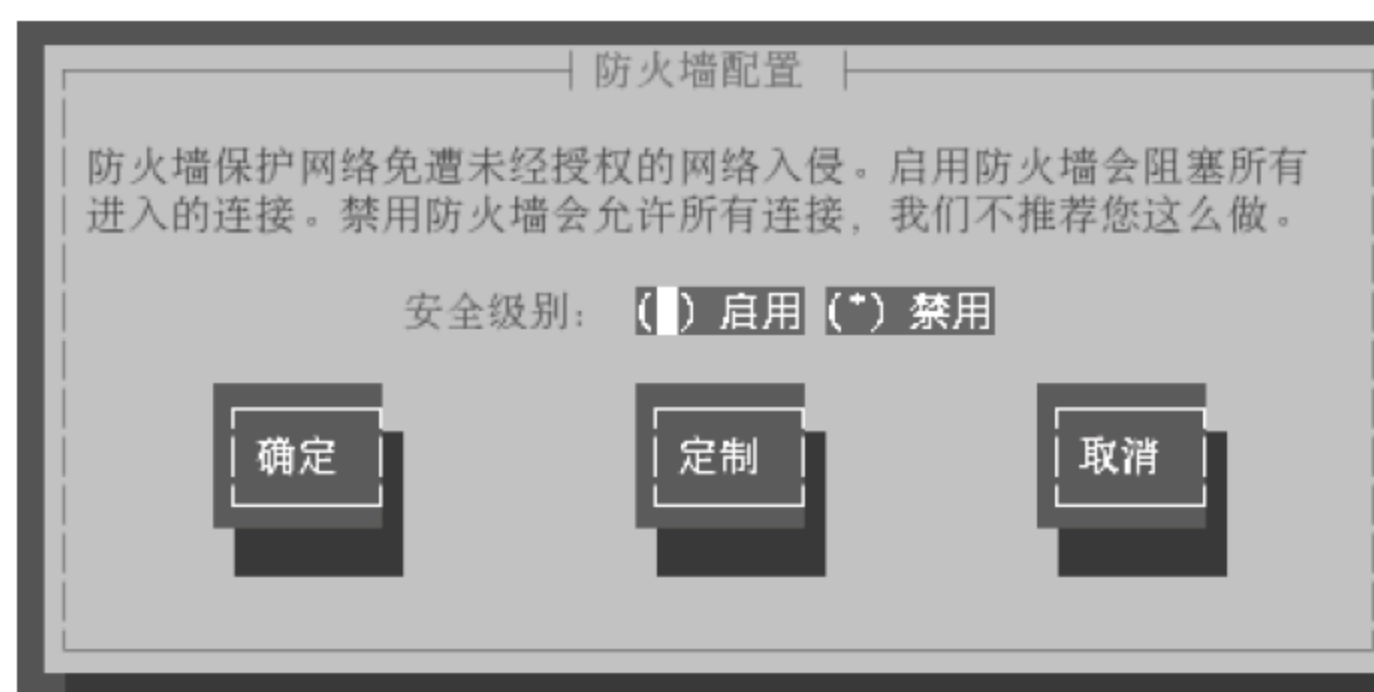 防火墙配置
防火墙保护网络免遭未经授权的网络入侵。启用防火墙会阻塞所有
进入的连接。禁用防火墙会允许所有连接，我们不推荐您这么做。
安全级别： ( ) 启用 (*) 禁用
确定 定制 取消